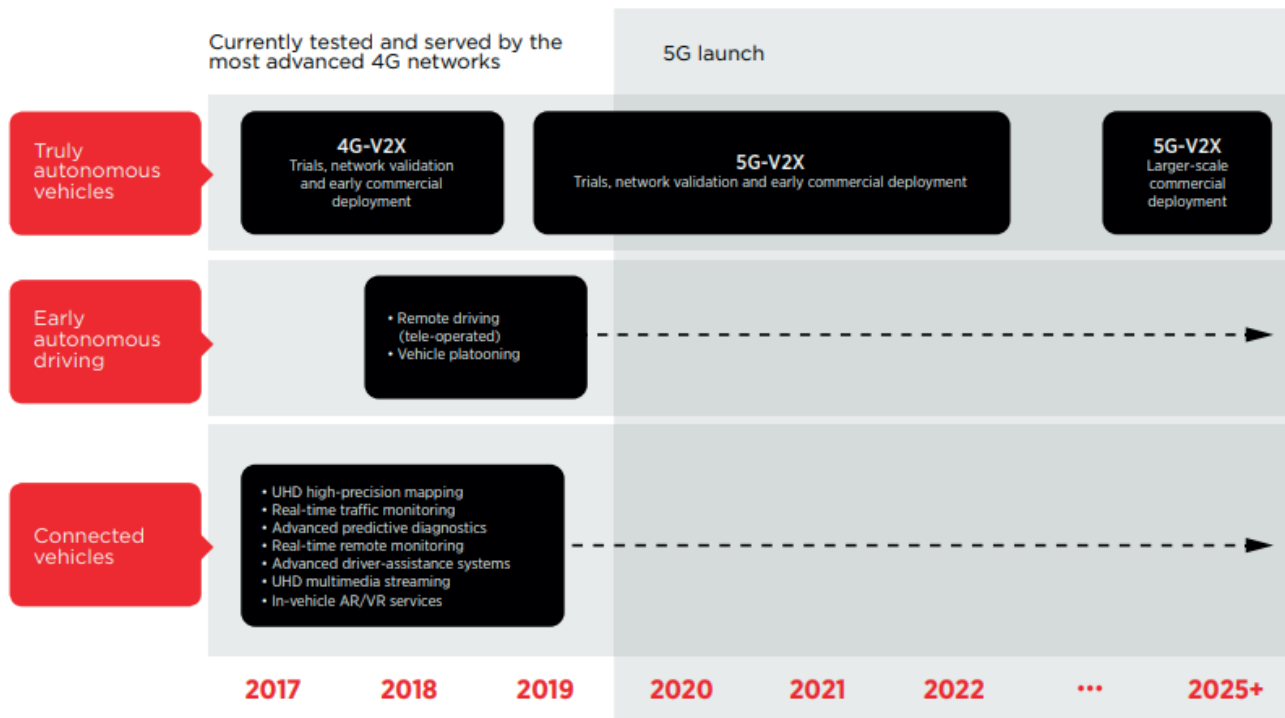 Currently tested and served by the
most advanced 4G networks
5G launch
Truly
autonomous
vehicles
4G-V2X
Trials, network validation
and early commercial
deployment
5G-V2X
Trials, network validation and early commercial deployment
5G-V2X
Larger-scale
commercial
deployment
Early
autonomous
driving
• Remote driving
(tele-operated)
• Vehicle platooning
Connected
vehicles
• UHD high-precision mapping
• Real-time traffic monitoring
• Advanced predictive diagnostics
• Real-time remote monitoring
• Advanced driver-assistance systems
• UHD multimedia streaming
• In-vehicle AR/VR services
2017 2018 2019 2020 2021 2022 ... 2025+